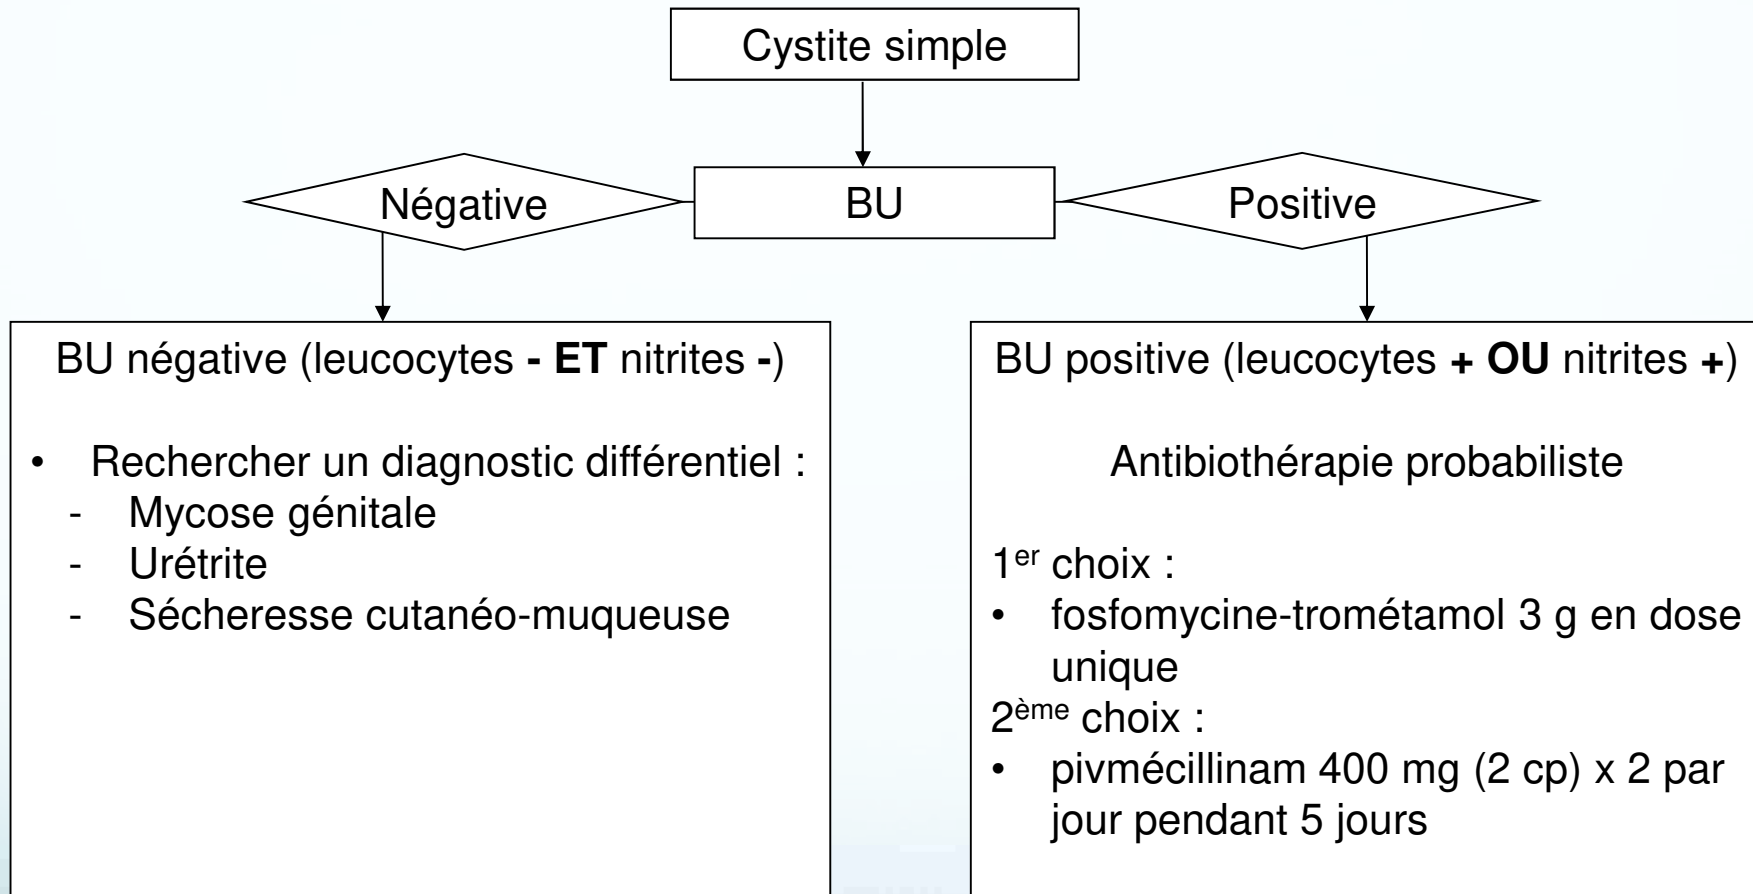 Cystite simple
Négative
BU
Positive
BU négative (leucocytes - ET nitrites -)
• Rechercher un diagnostic différentiel :
- Mycose génitale
- Urétrite
- Sécheresse cutanéo-muqueuse
BU positive (leucocytes + OU nitrites +)
Antibiothérapie probabiliste
1er choix :
• fosfomycine-trométamol 3 g en dose
unique
2ème choix :
• pivmécillinam 400 mg (2 cp) x 2 par
jour pendant 5 jours